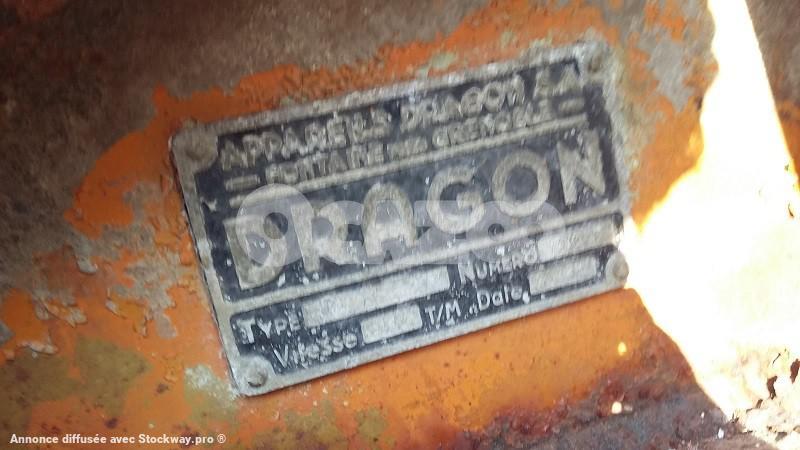 APPAREILS DRAGON S.A
— FONTAINE PRÈS GRENOBLE —
DRAGON
TYPE NUMERO
Vitesse T/M Date
Annonce diffusée avec Stockway.pro ®